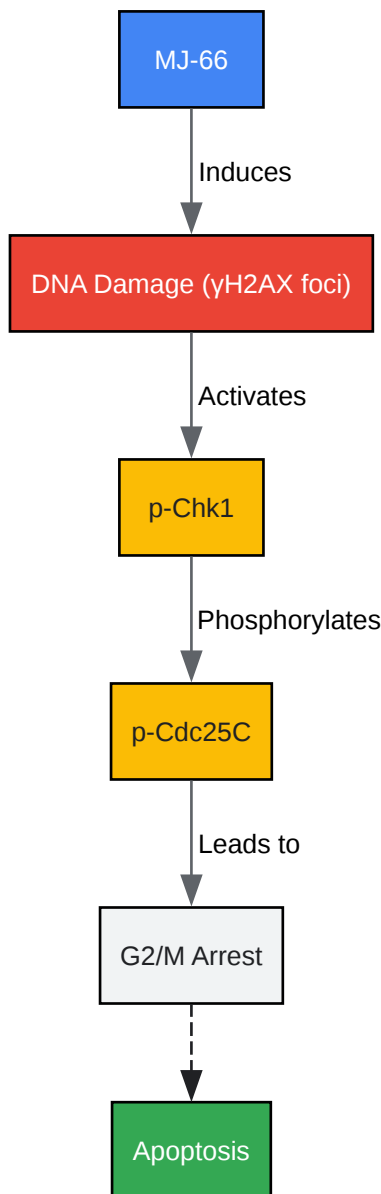 MJ-66
Induces
DNA Damage (γH2AX foci)
Activates
p-Chk1
Phosphorylates
p-Cdc25C
Leads to
G2/M Arrest
Apoptosis